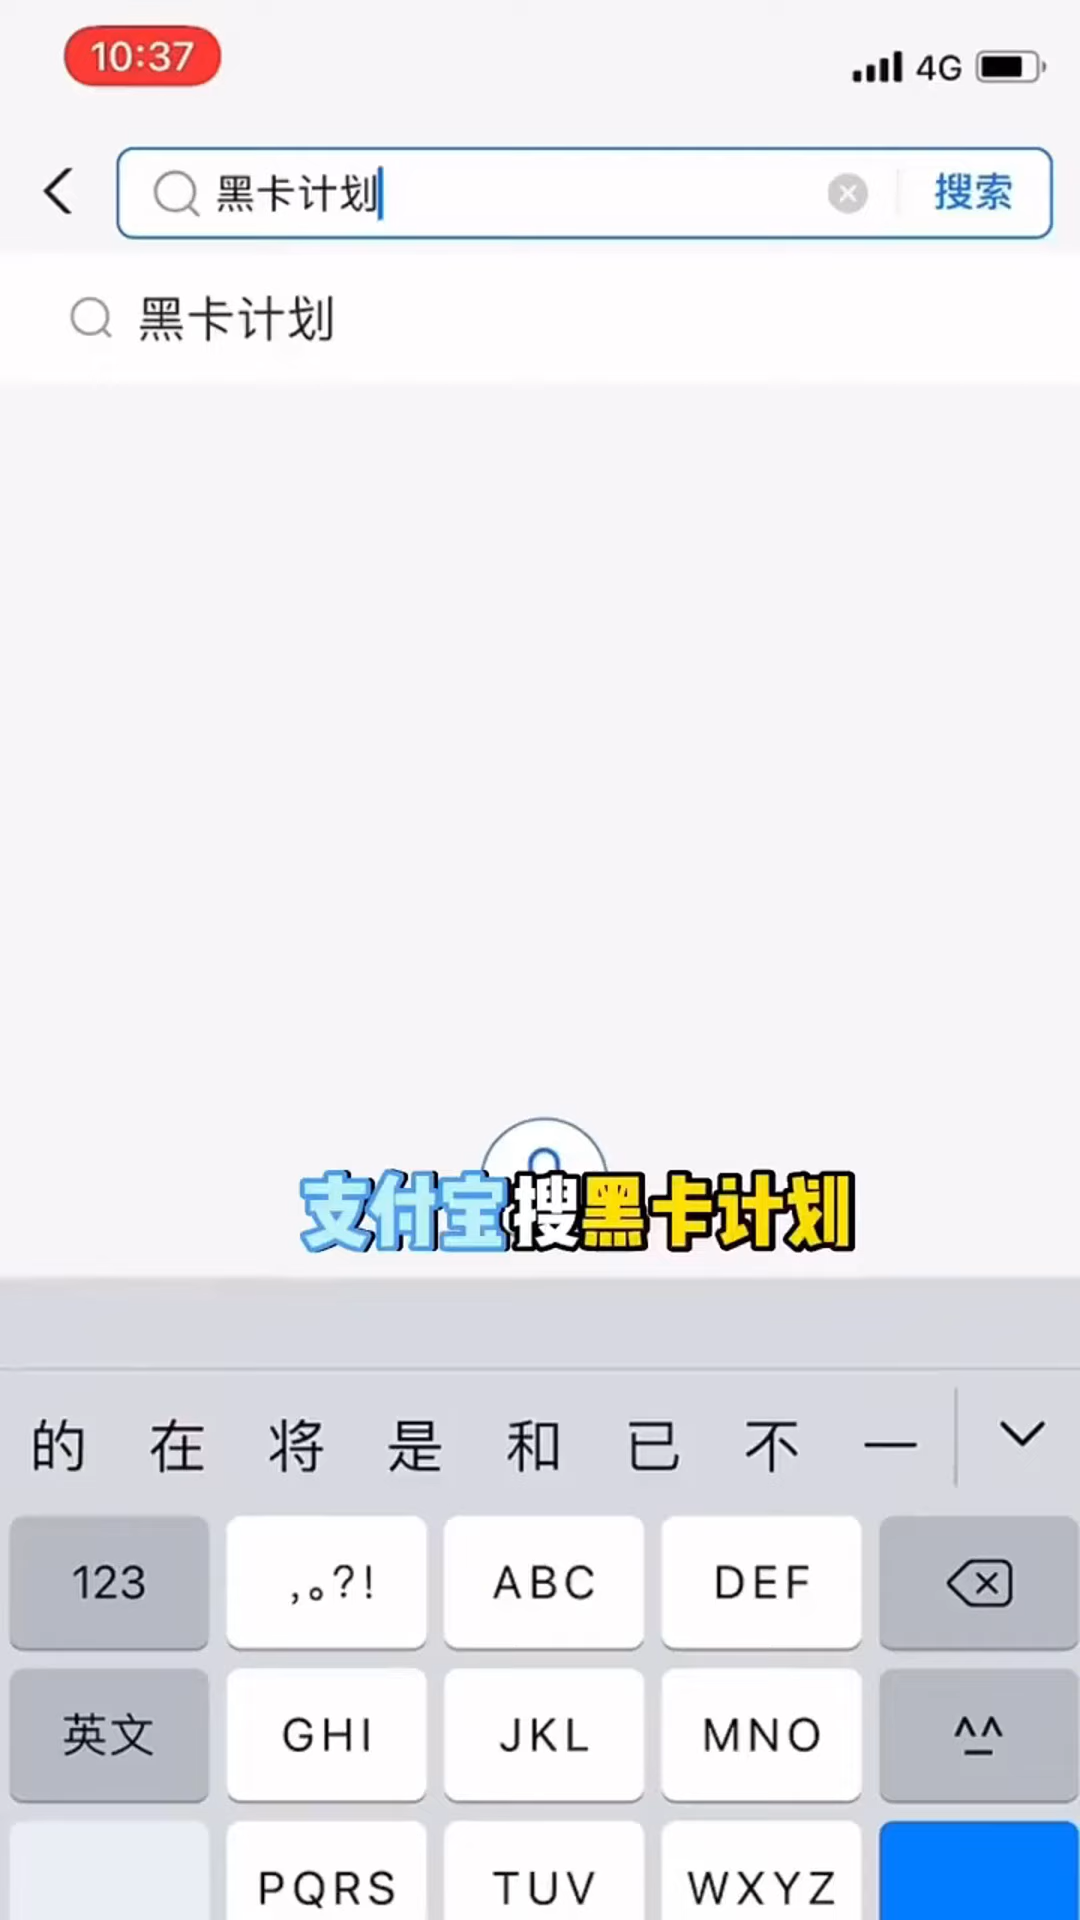 10:37
4G
黑卡计划
搜索
黑卡计划
支付宝搜黑卡计划
的 在 将 是 和 已 不 一
123 ,。?! ABC DEF
英文 GHI JKL MNO ^^
PQRS TUV WXYZ